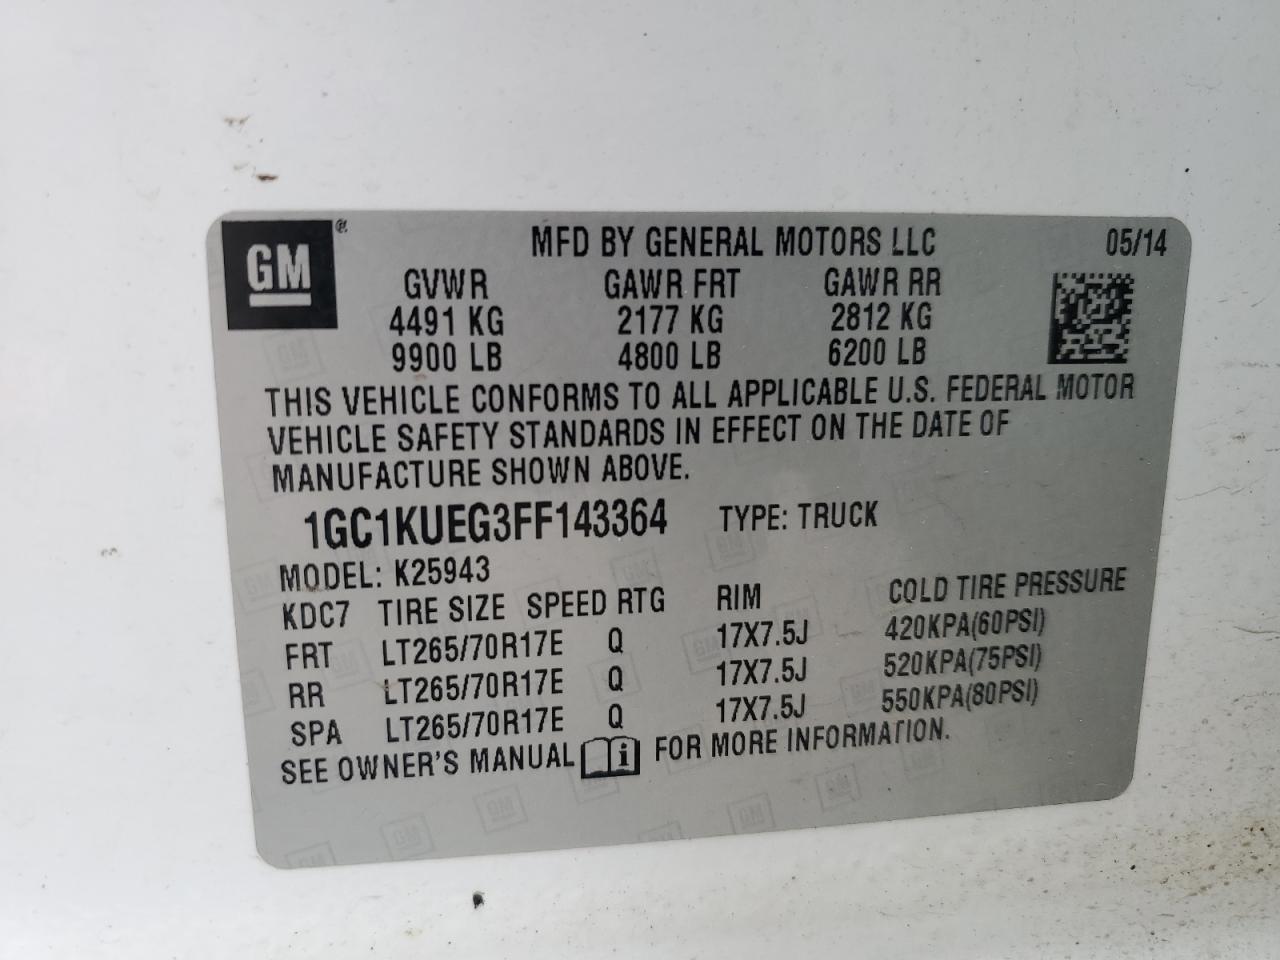 GM ®
MFD BY GENERAL MOTORS LLC 05/14
GVWR GAWR FRT GAWR RR
4491 KG 2177 KG 2812 KG
9900 LB 4800 LB 6200 LB
THIS VEHICLE CONFORMS TO ALL APPLICABLE U.S. FEDERAL MOTOR
VEHICLE SAFETY STANDARDS IN EFFECT ON THE DATE OF
MANUFACTURE SHOWN ABOVE.
1GC1KUEG3FF143364 TYPE: TRUCK
MODEL: K25943
KDC7 TIRE SIZE SPEED RTG RIM COLD TIRE PRESSURE
FRT LT265/70R17E Q 17X7.5J 420KPA(60PSI)
RR LT265/70R17E Q 17X7.5J 520KPA(75PSI)
SPA LT265/70R17E Q 17X7.5J 550KPA(80PSI)
SEE OWNER'S MANUAL i FOR MORE INFORMATION.